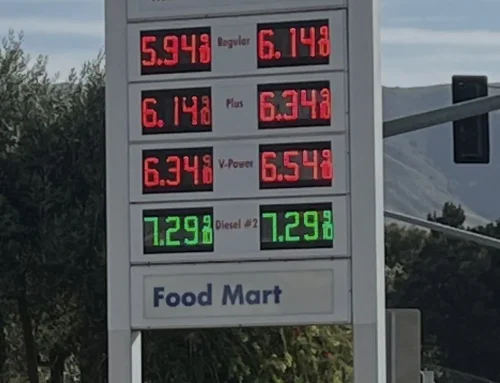 5.94 9/10 Regular 6.14 9/10
6.14 9/10 Plus 6.34 9/10
6.34 9/10 V-Power 6.54 9/10
7.29 9/10 Diesel #2 7.29 9/10
Food Mart